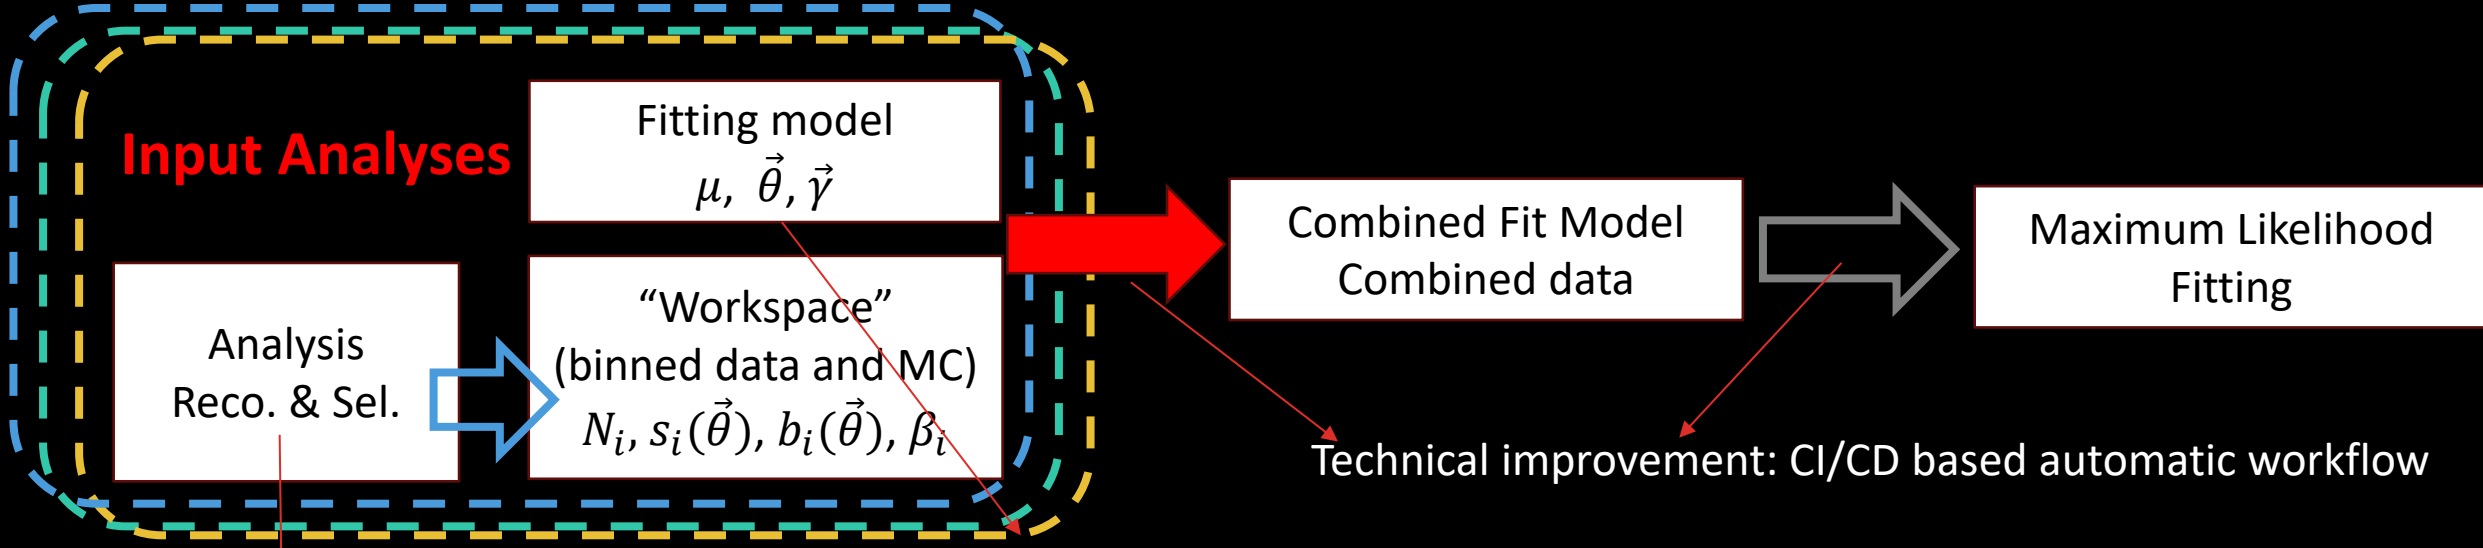 Input Analyses
Fitting model
μ, θ⃗, γ⃗
Analysis
Reco. & Sel.
“Workspace”
(binned data and MC)
Nᵢ, sᵢ(θ⃗), bᵢ(θ⃗), βᵢ
Combined Fit Model
Combined data
Maximum Likelihood
Fitting
Technical improvement: CI/CD based automatic workflow